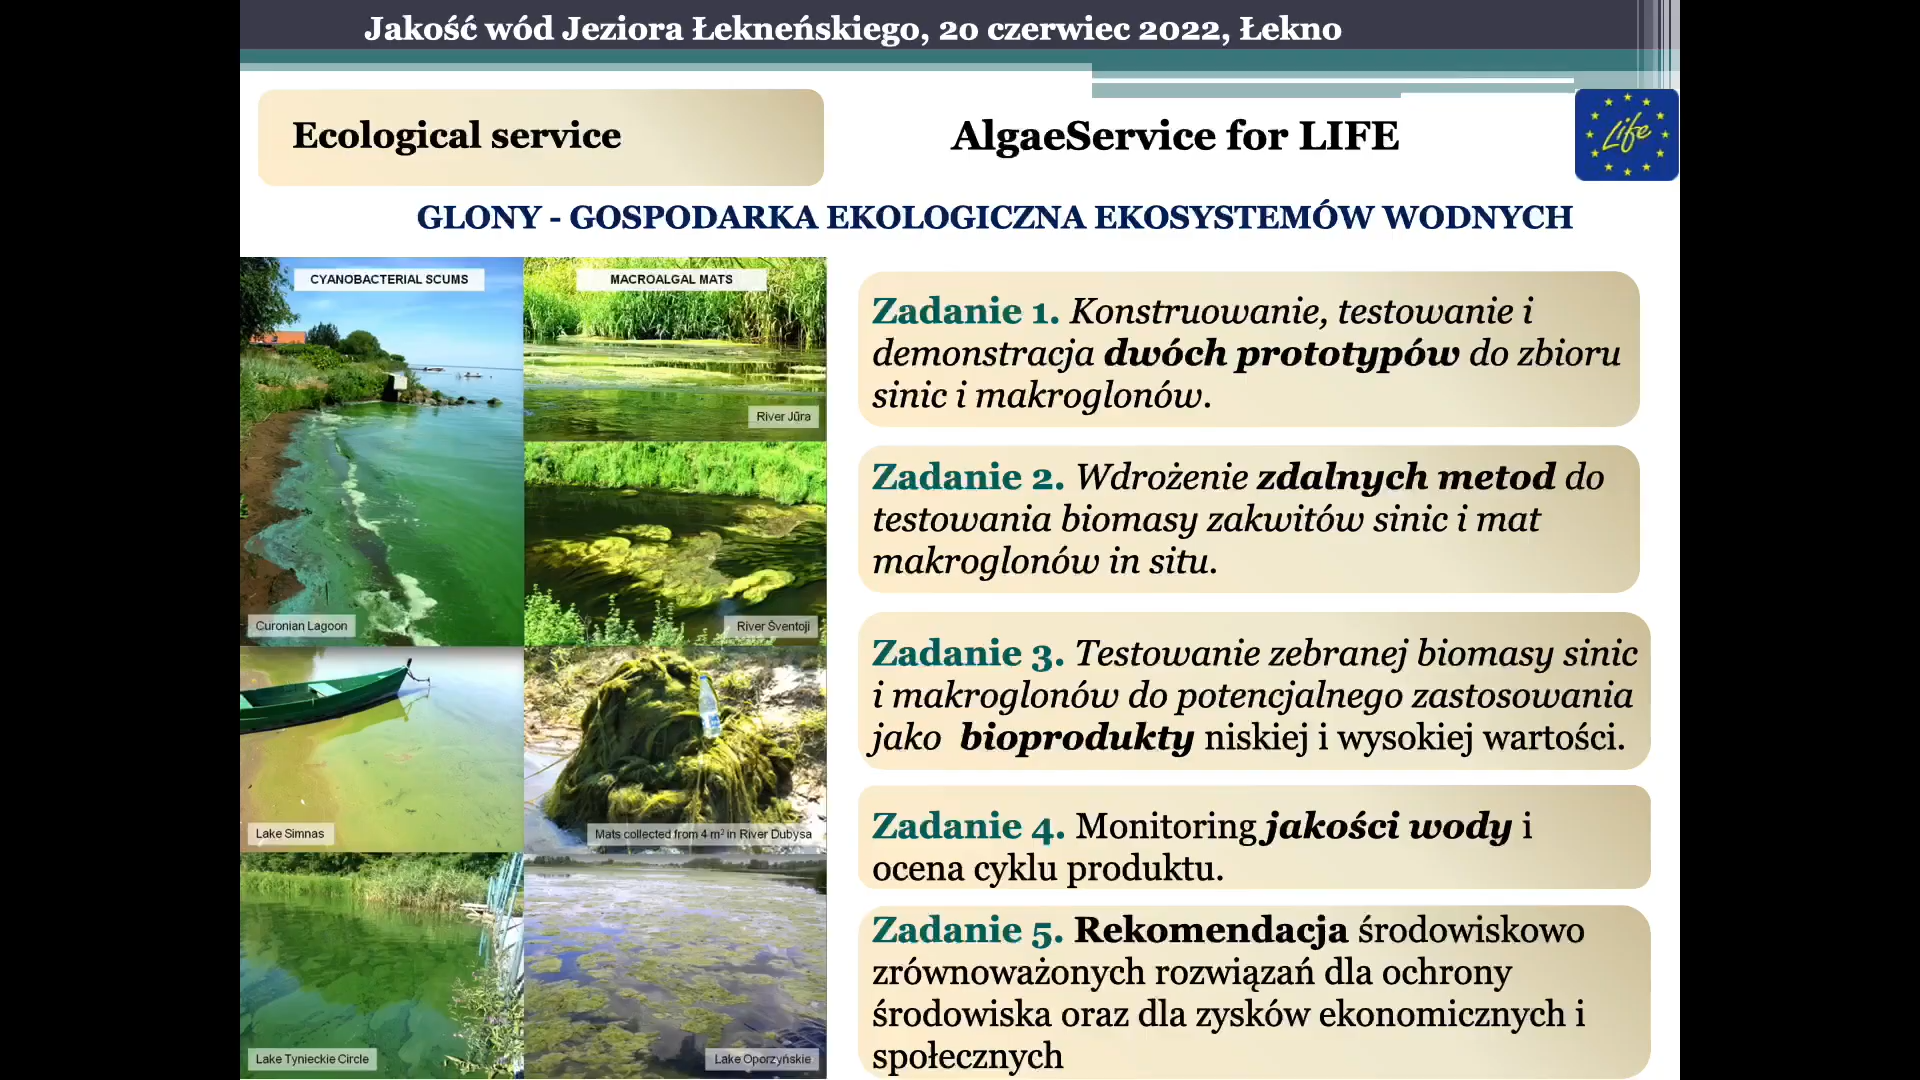 Jakość wód Jeziora Łekneńskiego, 20 czerwiec 2022, Łekno
Ecological service
AlgaeService for LIFE
Life
GLONY - GOSPODARKA EKOLOGICZNA EKOSYSTEMÓW WODNYCH
CYANOBACTERIAL SCUMS
MACROALGAL MATS
River Jūra
Curonian Lagoon
River Šventoji
Lake Simnas
Mats collected from 4 m² in River Dubysa
Lake Tynieckie Circle
Lake Oporzyńskie
Zadanie 1. Konstruowanie, testowanie i
demonstracja dwóch prototypów do zbioru
sinic i makroglonów.
Zadanie 2. Wdrożenie zdalnych metod do
testowania biomasy zakwitów sinic i mat
makroglonów in situ.
Zadanie 3. Testowanie zebranej biomasy sinic
i makroglonów do potencjalnego zastosowania
jako bioprodukty niskiej i wysokiej wartości.
Zadanie 4. Monitoring jakości wody i
ocena cyklu produktu.
Zadanie 5. Rekomendacja środowiskowo
zrównoważonych rozwiązań dla ochrony
środowiska oraz dla zysków ekonomicznych i
społecznych